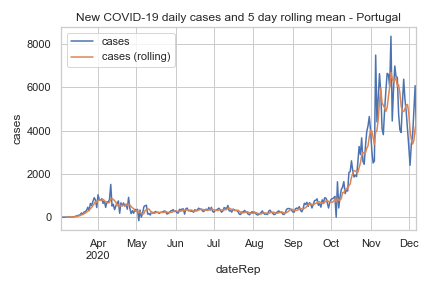 New COVID-19 daily cases and 5 day rolling mean - Portugal
cases
cases (rolling)
8000
6000
4000
2000
0
cases
Apr
2020
May
Jun
Jul
Aug
Sep
Oct
Nov
Dec
dateRep